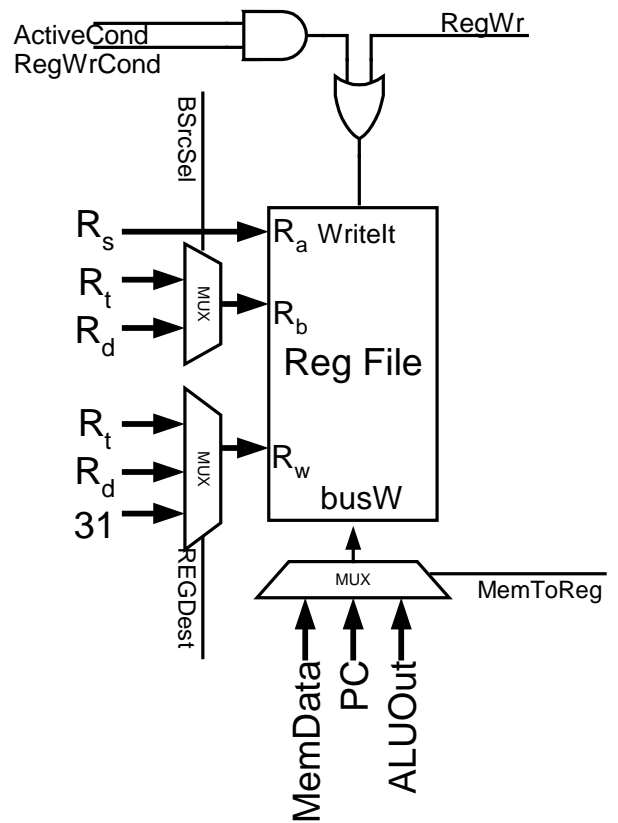 ActiveCond
RegWr
RegWrCond
BSrcSel
Rs
Ra WriteIt
Rt
MUX
Rb
Rd
Reg File
Rt
MUX
Rw
Rd
busW
31
REGDest
MUX
MemToReg
MemData
PC
ALUOut